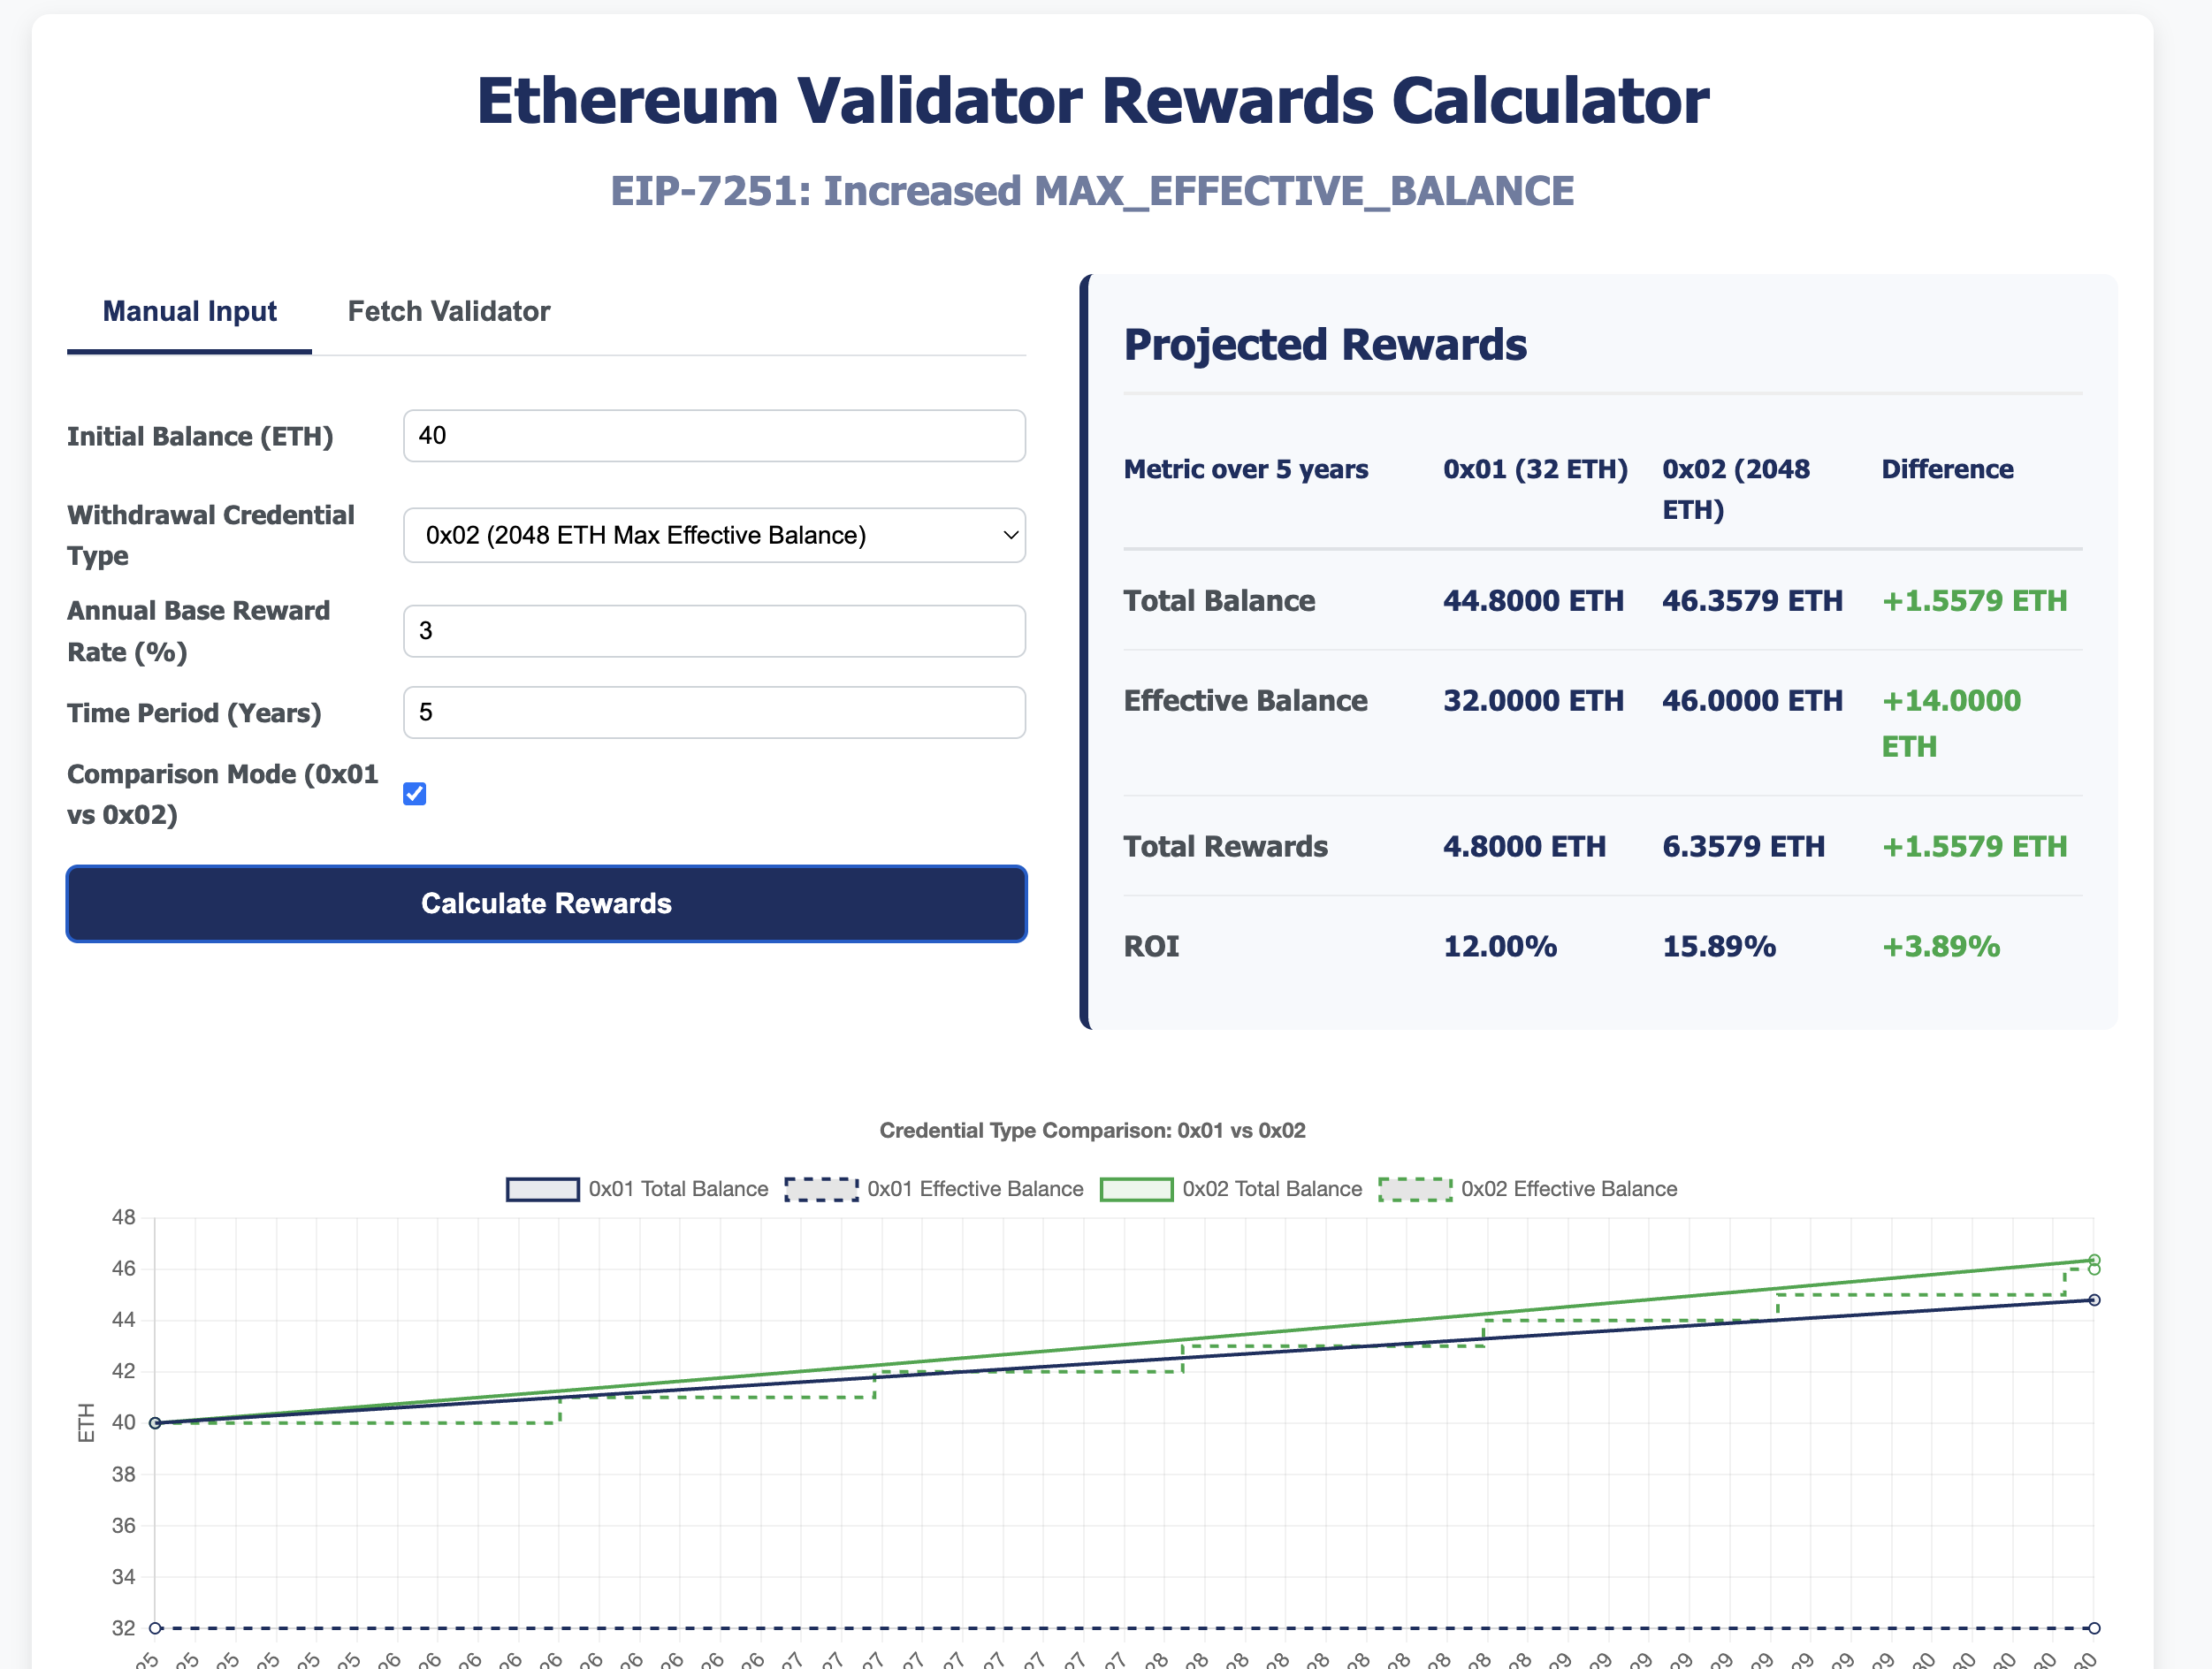 Ethereum Validator Rewards Calculator
EIP-7251: Increased MAX_EFFECTIVE_BALANCE
Manual Input
Fetch Validator
Initial Balance (ETH)
40
Withdrawal Credential
Type
0x02 (2048 ETH Max Effective Balance)
Annual Base Reward
Rate (%)
3
Time Period (Years)
5
Comparison Mode (0x01
vs 0x02)
Calculate Rewards
Projected Rewards
Metric over 5 years
0x01 (32 ETH)
0x02 (2048
ETH)
Difference
Total Balance
44.8000 ETH
46.3579 ETH
+1.5579 ETH
Effective Balance
32.0000 ETH
46.0000 ETH
+14.0000
ETH
Total Rewards
4.8000 ETH
6.3579 ETH
+1.5579 ETH
ROI
12.00%
15.89%
+3.89%
Credential Type Comparison: 0x01 vs 0x02
0x01 Total Balance
0x01 Effective Balance
0x02 Total Balance
0x02 Effective Balance
48
46
44
42
40
38
36
34
32
ETH